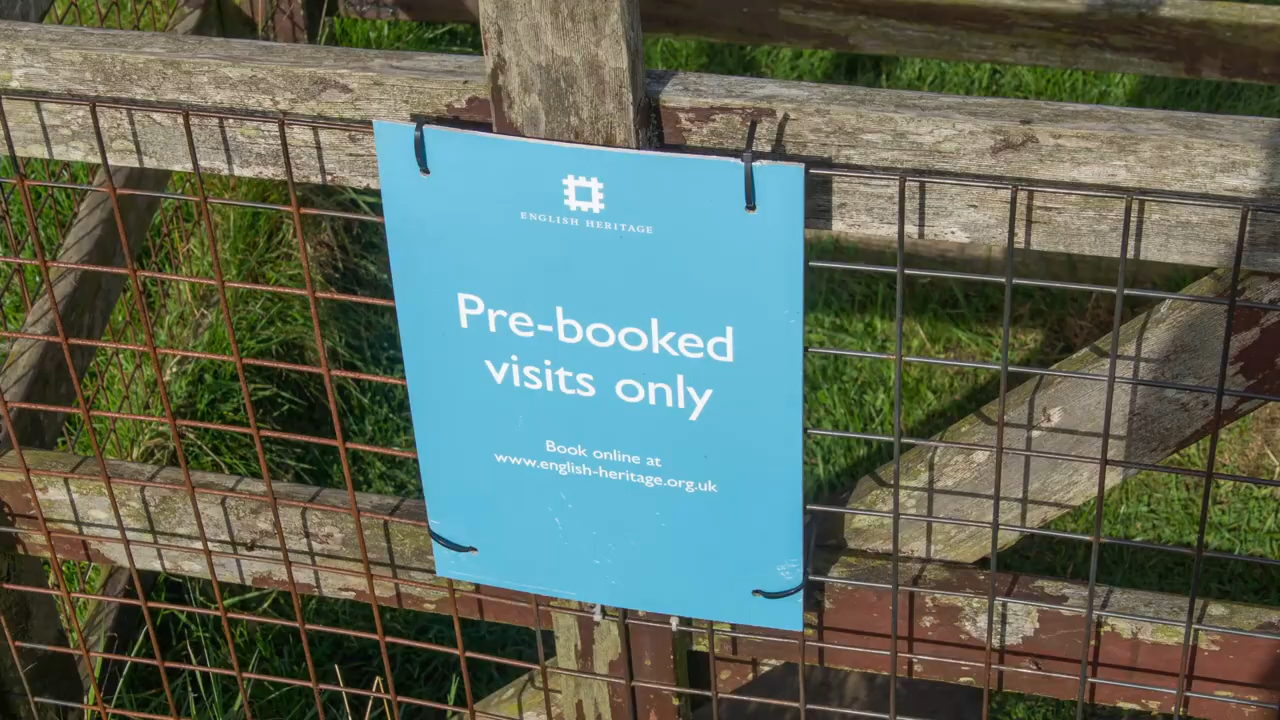 ENGLISH HERITAGE
Pre-booked
visits only
Book online at
www.english-heritage.org.uk